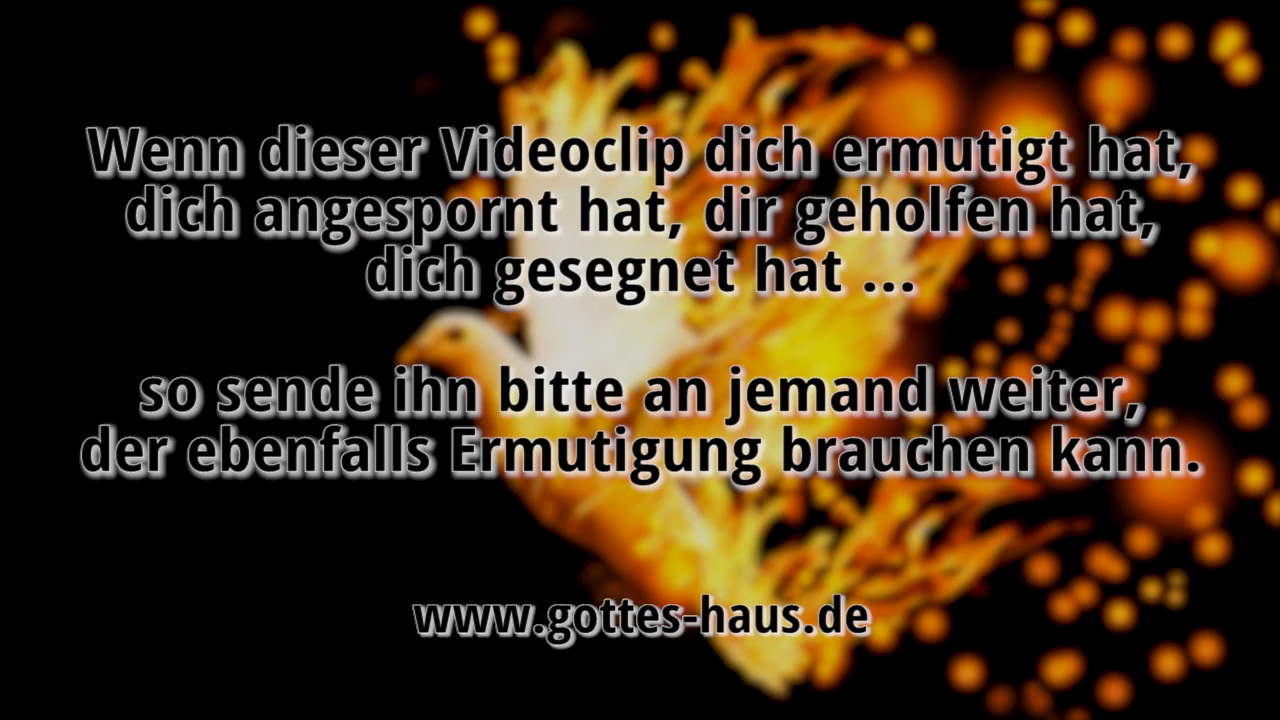 Wenn dieser Videoclip dich ermutigt hat,
dich angespornt hat, dir geholfen hat,
dich gesegnet hat ...
so sende ihn bitte an jemand weiter,
der ebenfalls Ermutigung brauchen kann.
www.gottes-haus.de